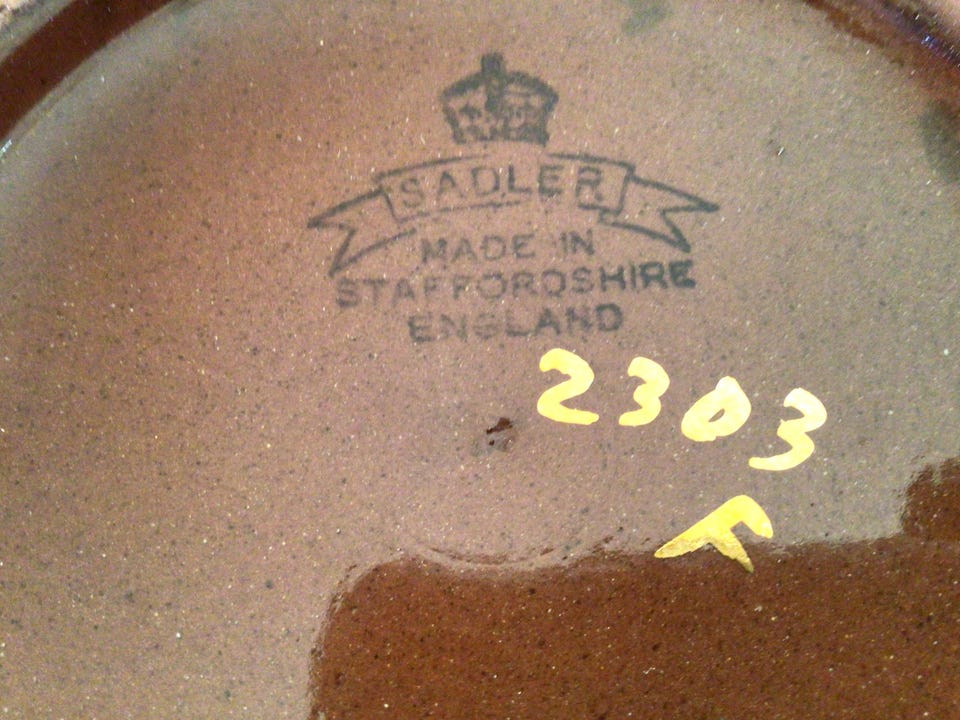 SADLER
MADE IN
STAFFORDSHIRE
ENGLAND
2303